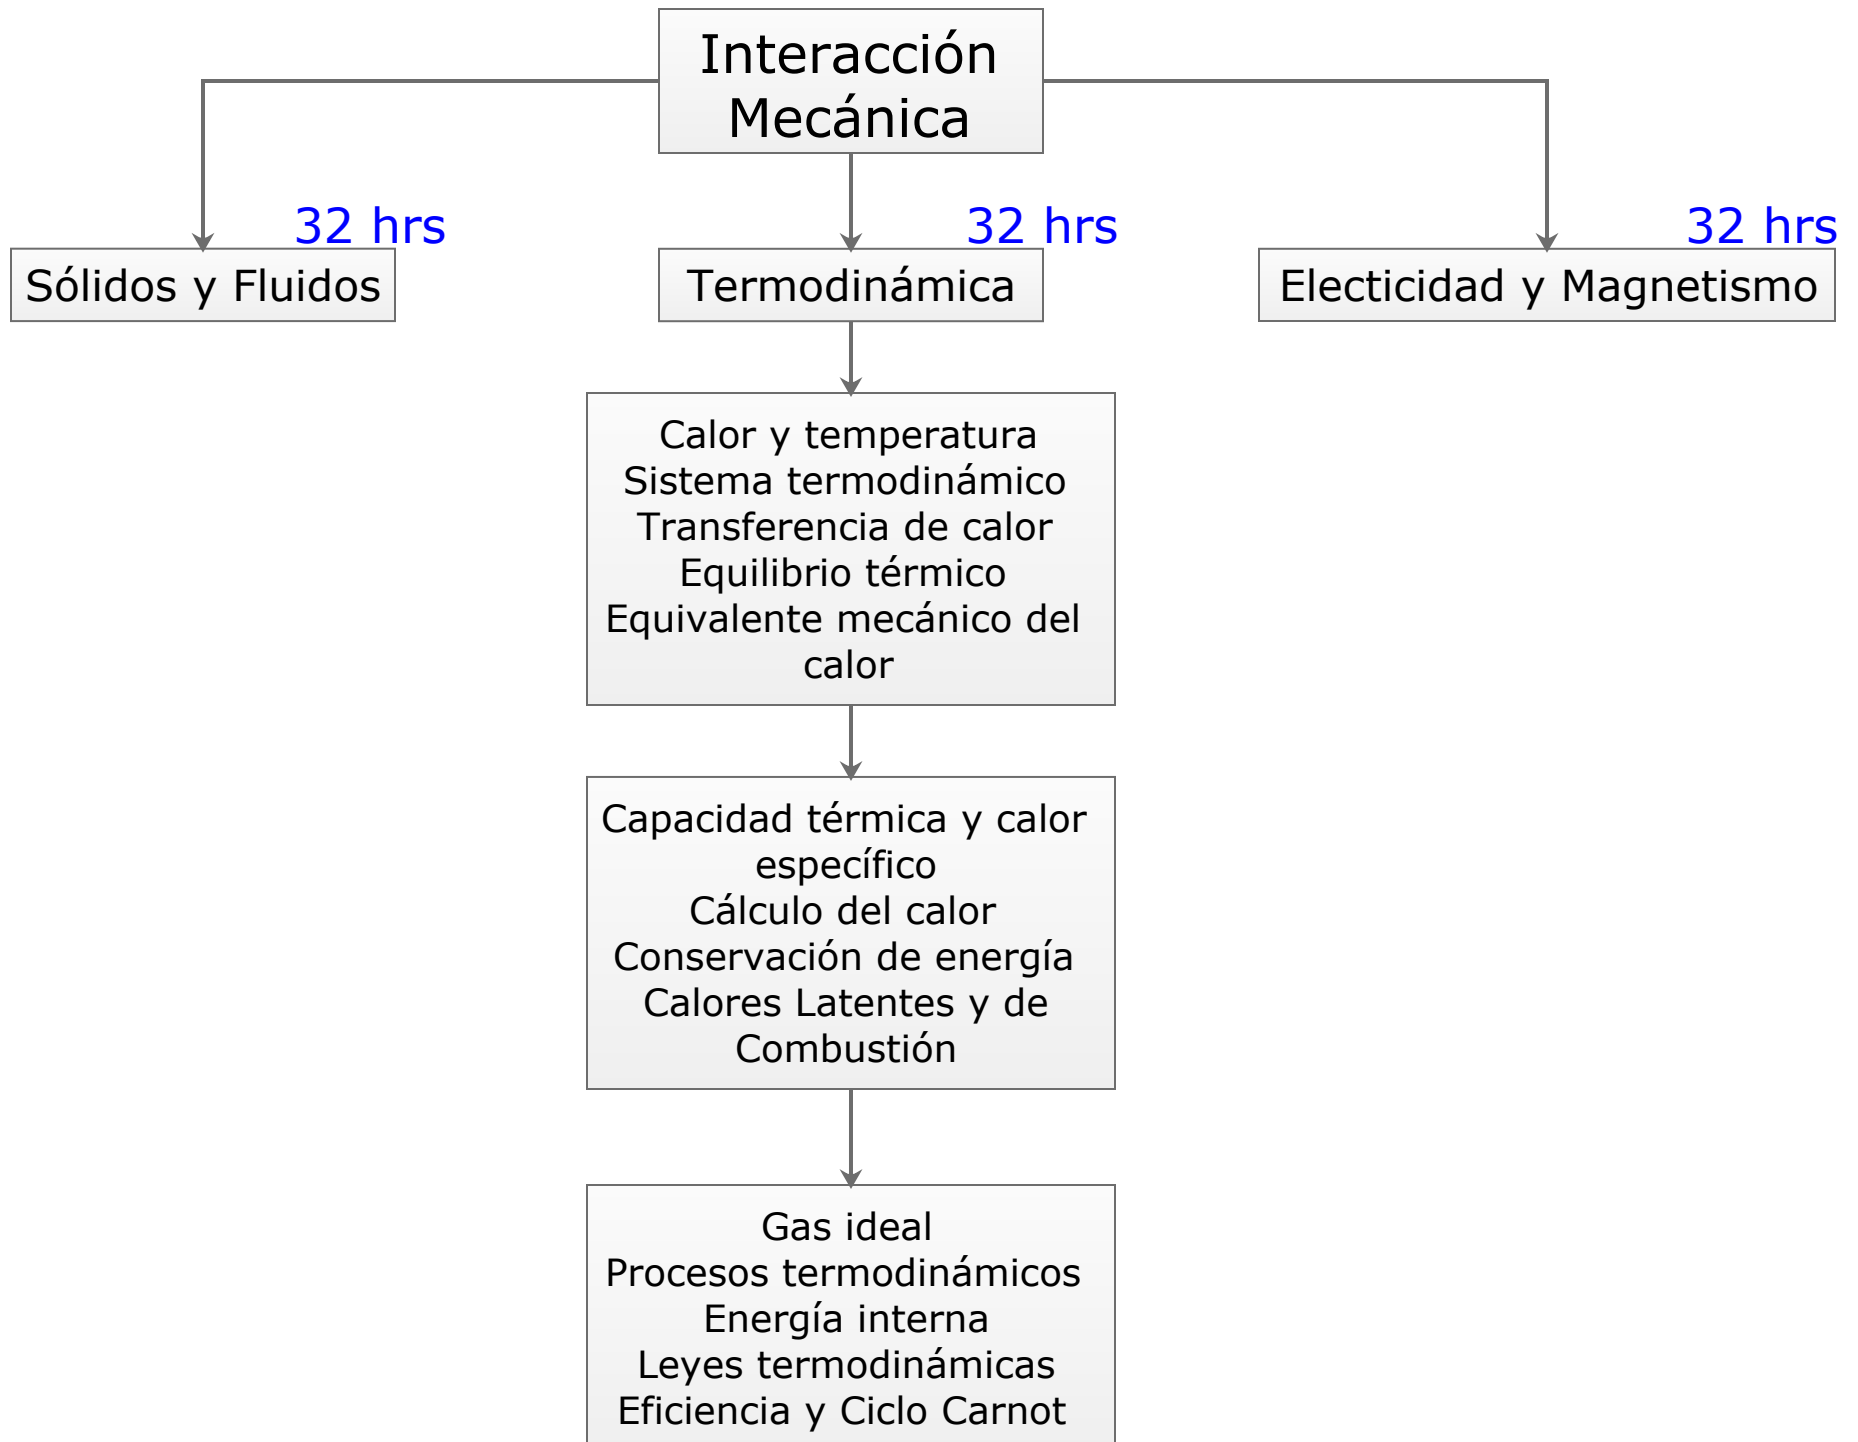 Interacción
Mecánica
32 hrs
32 hrs
32 hrs
Sólidos y Fluidos
Termodinámica
Electicidad y Magnetismo
Calor y temperatura
Sistema termodinámico
Transferencia de calor
Equilibrio térmico
Equivalente mecánico del
calor
Capacidad térmica y calor
específico
Cálculo del calor
Conservación de energía
Calores Latentes y de
Combustión
Gas ideal
Procesos termodinámicos
Energía interna
Leyes termodinámicas
Eficiencia y Ciclo Carnot